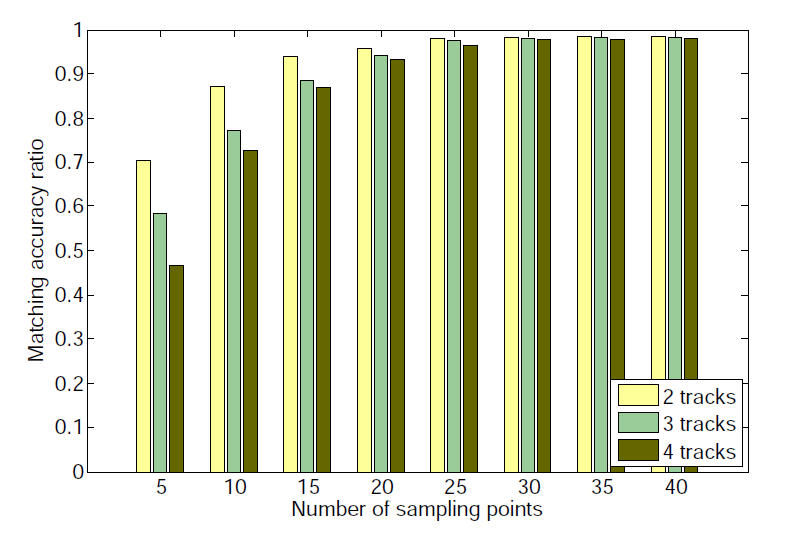 1
0.9
0.8
0.7
0.6
0.5
0.4
0.3
0.2
0.1
0
Matching accuracy ratio
2 tracks
3 tracks
4 tracks
5 10 15 20 25 30 35 40
Number of sampling points